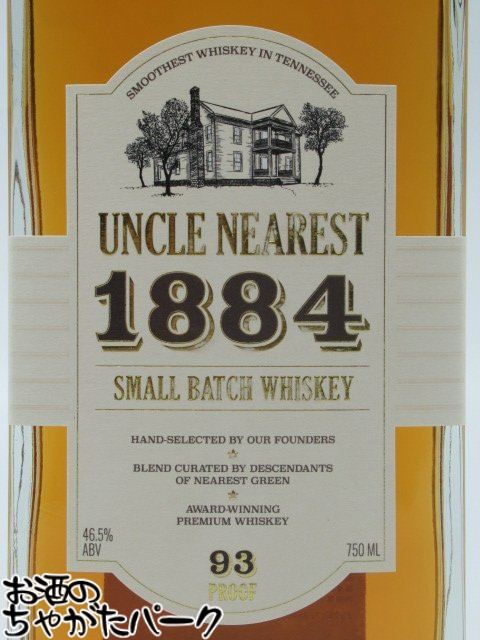 SMOOTHEST WHISKEY IN TENNESSEE
UNCLE NEAREST
1884
SMALL BATCH WHISKEY
HAND-SELECTED BY OUR FOUNDERS
BLEND CURATED BY DESCENDANTS
OF NEAREST GREEN
AWARD-WINNING
PREMIUM WHISKEY
46.5%
ABV
93
PROOF
750 ML
お酒の
ちゃがたパーク